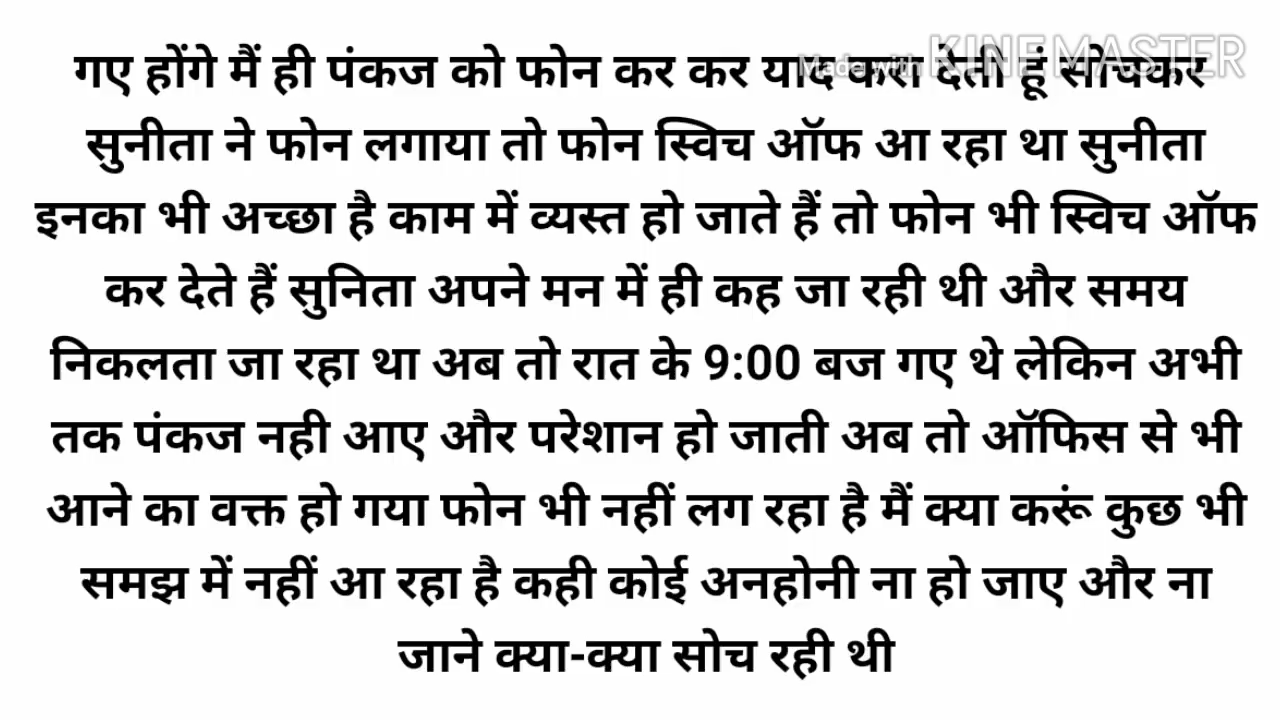 Made with KINEMASTER
गए होंगे मैं ही पंकज को फोन कर कर याद करा देती हूं सोचकर
सुनीता ने फोन लगाया तो फोन स्विच ऑफ आ रहा था सुनीता
इनका भी अच्छा है काम में व्यस्त हो जाते हैं तो फोन भी स्विच ऑफ
कर देते हैं सुनिता अपने मन में ही कह जा रही थी और समय
निकलता जा रहा था अब तो रात के 9:00 बज गए थे लेकिन अभी
तक पंकज नही आए और परेशान हो जाती अब तो ऑफिस से भी
आने का वक्त हो गया फोन भी नहीं लग रहा है मैं क्या करूं कुछ भी
समझ में नहीं आ रहा है कही कोई अनहोनी ना हो जाए और ना
जाने क्या-क्या सोच रही थी